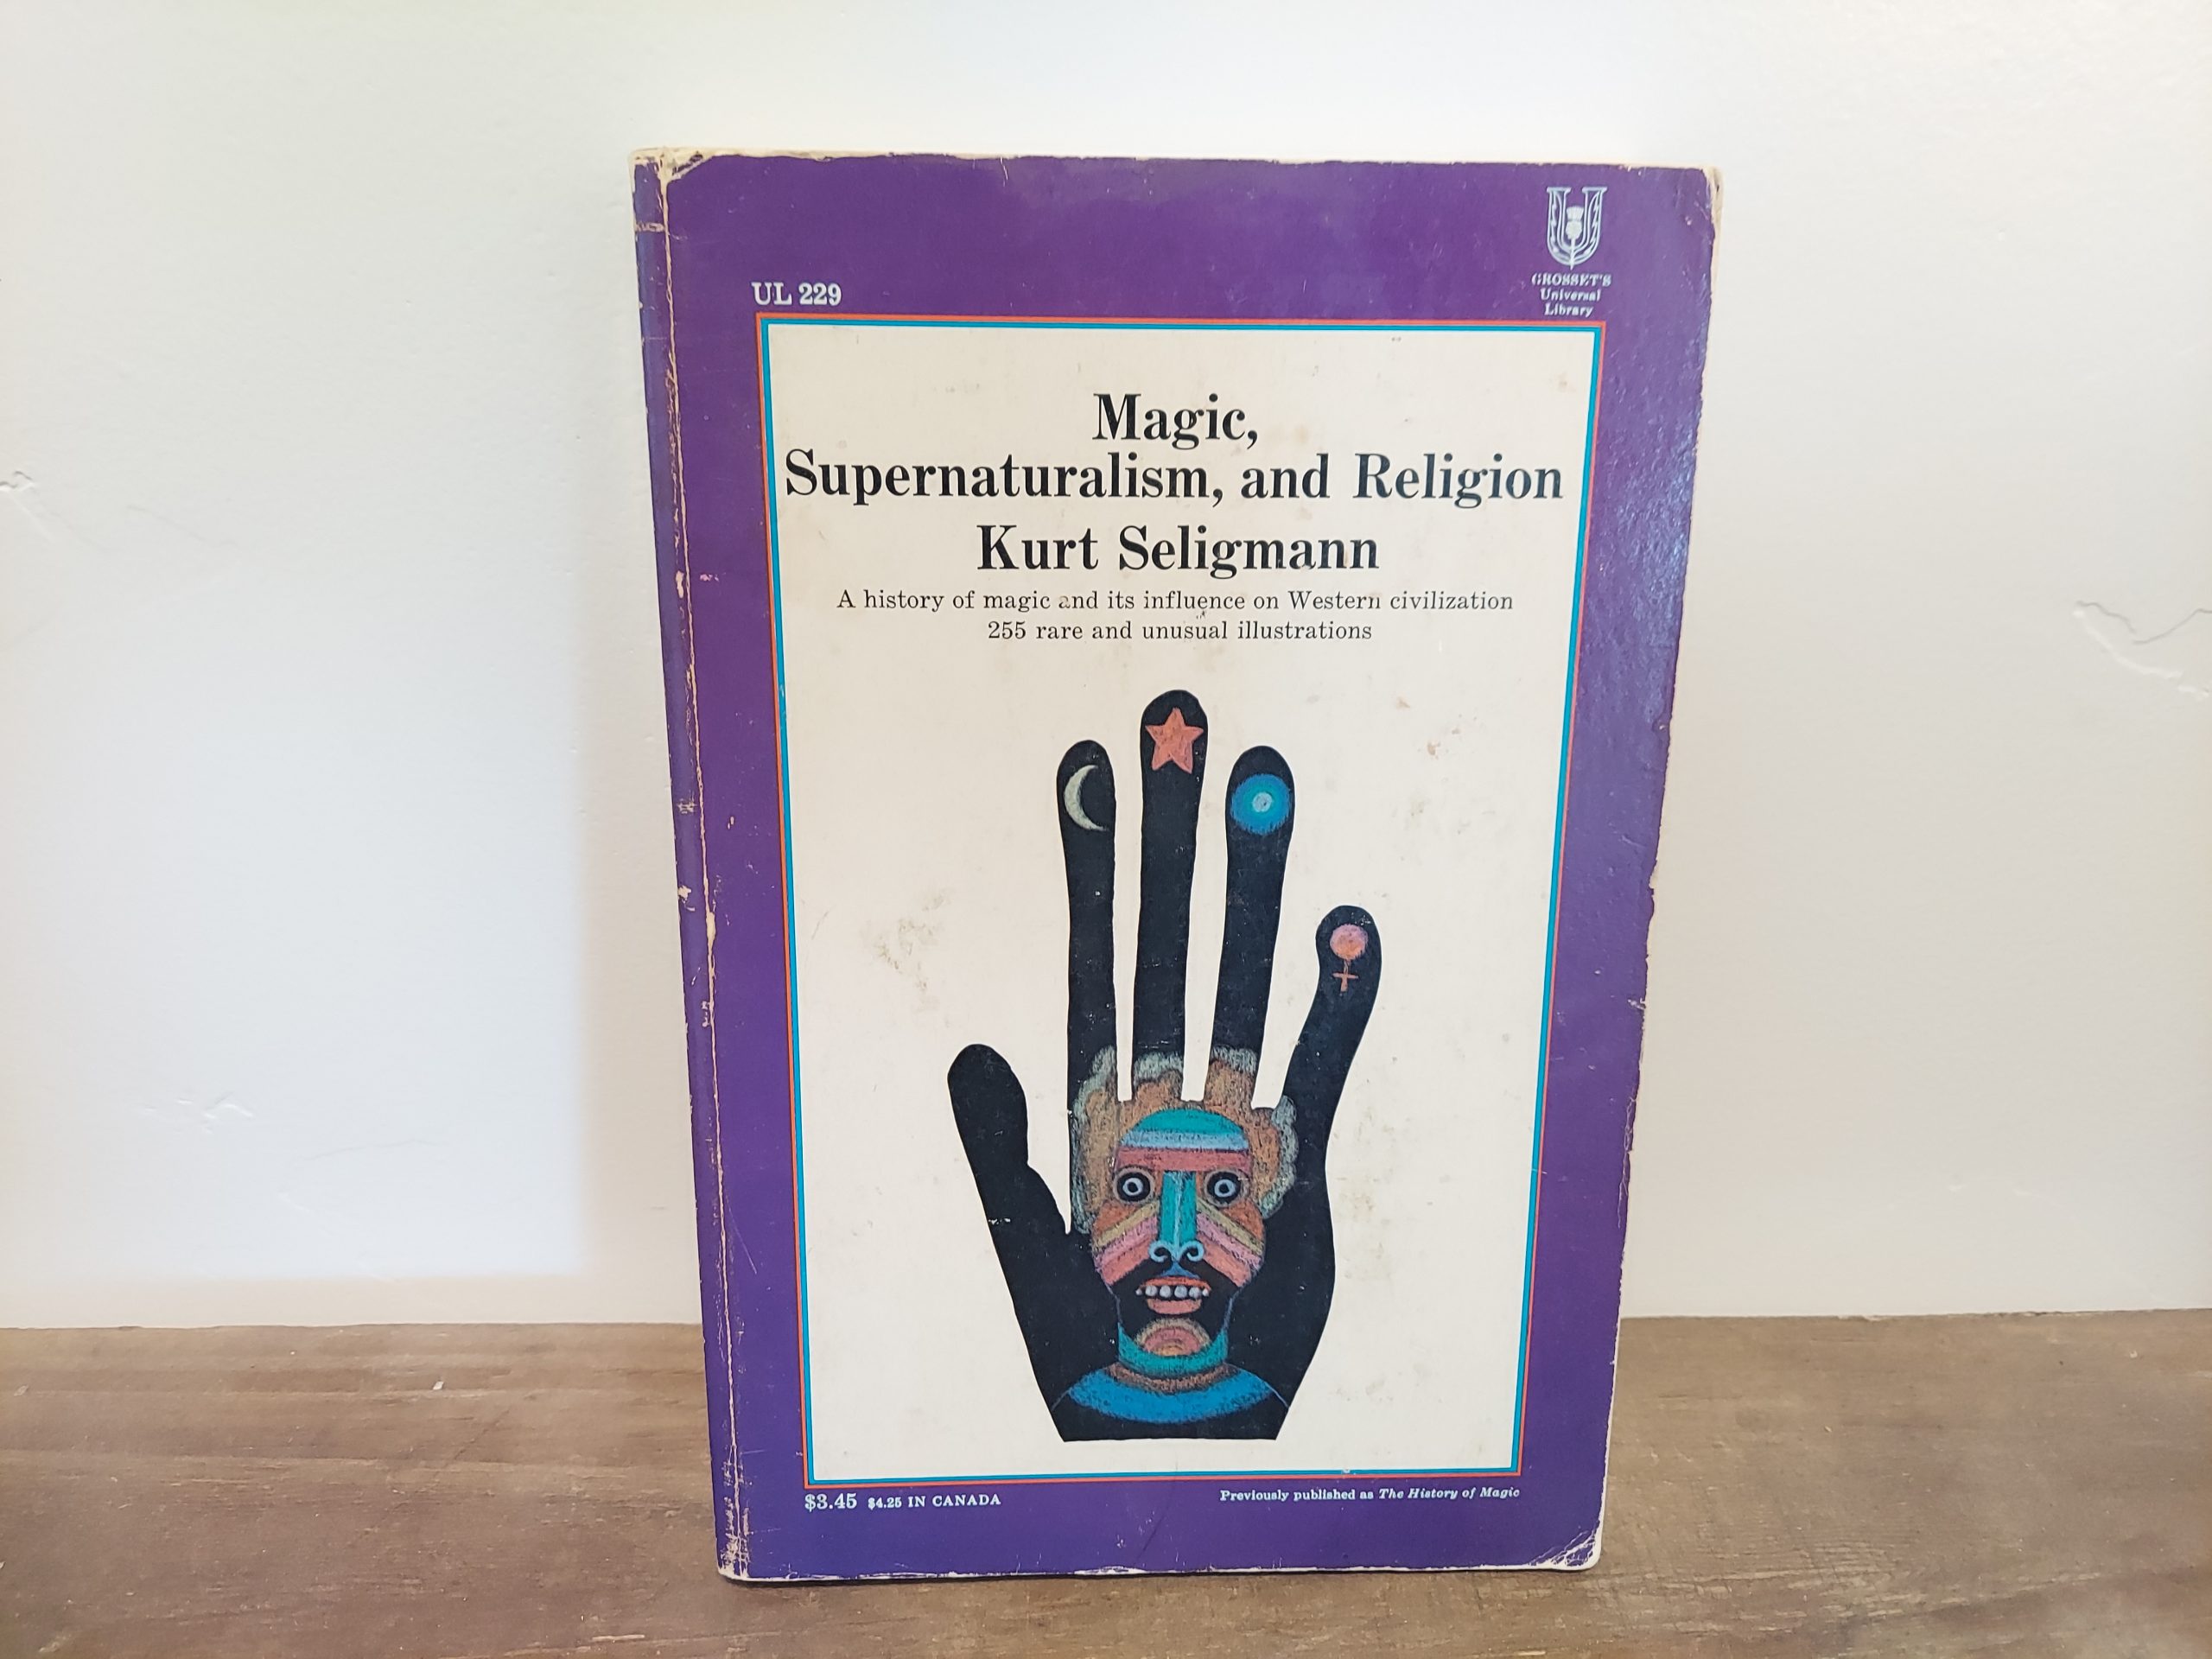 GROSSET'S
Universal
Library
UL 229
Magic,
Supernaturalism, and Religion
Kurt Seligmann
A history of magic and its influence on Western civilization
255 rare and unusual illustrations
$3.45 $4.25 IN CANADA
Previously published as The History of Magic